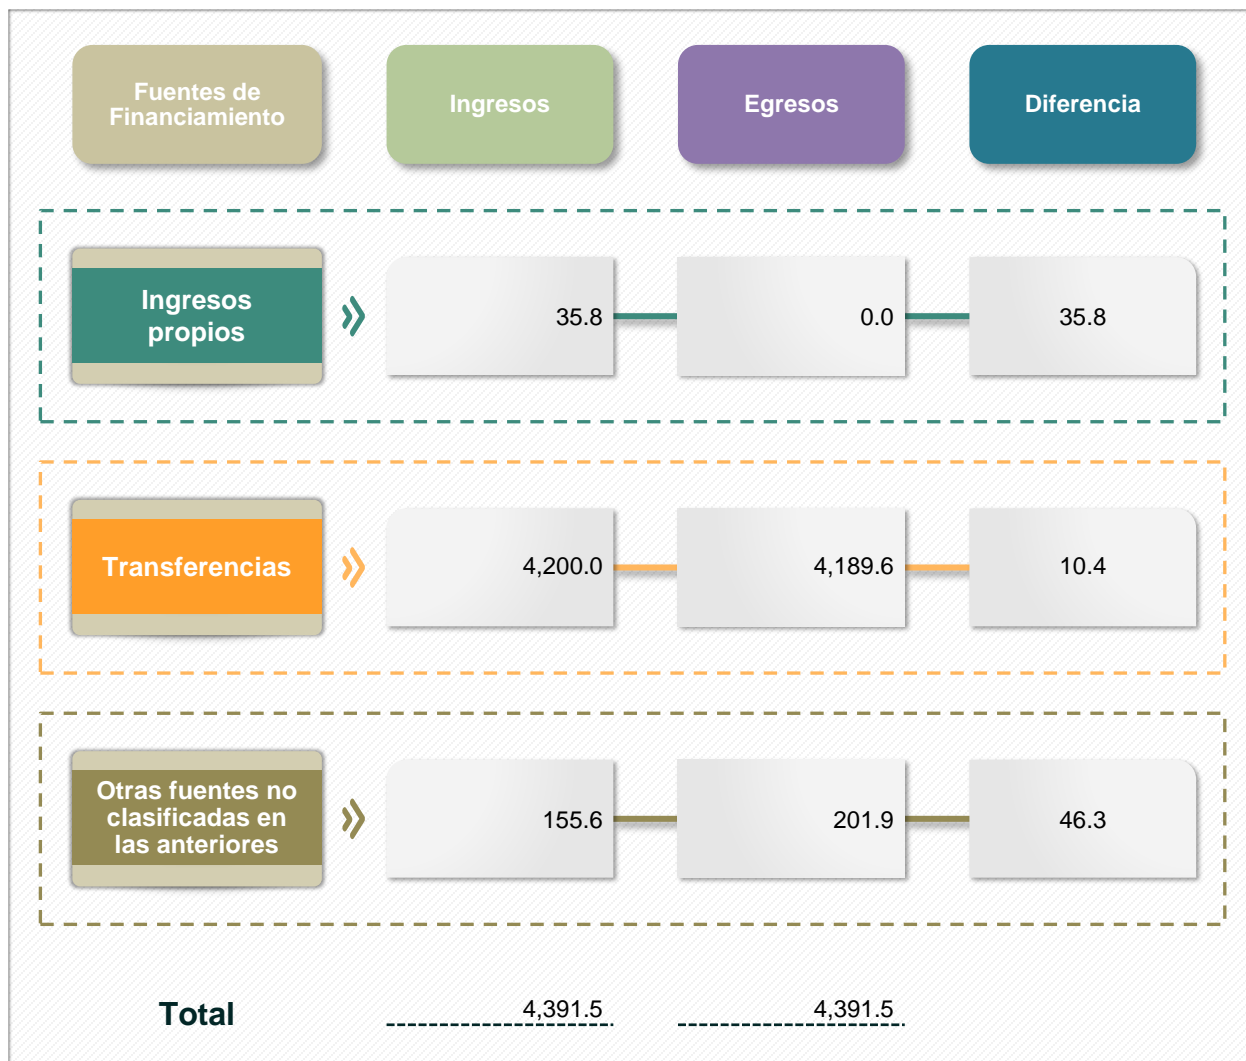 Fuentes de
Financiamiento
Ingresos
Egresos
Diferencia
Ingresos
propios
35.8
0.0
35.8
Transferencias
4,200.0
4,189.6
10.4
Otras fuentes no
clasificadas en
las anteriores
155.6
201.9
46.3
Total
4,391.5
4,391.5